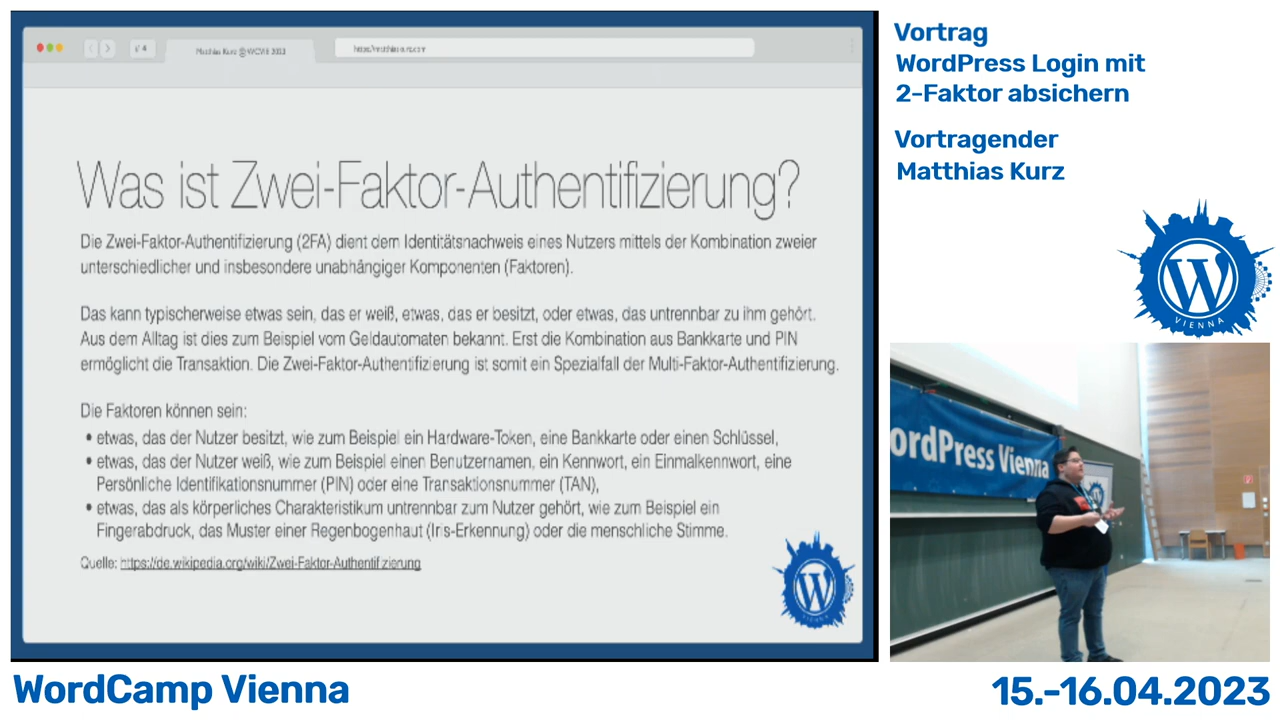 Matthias Kurz @WCVIE 2023
Was ist Zwei-Faktor-Authentifizierung?
Die Zwei-Faktor-Authentifizierung (2FA) dient dem Identitätsnachweis eines Nutzers mittels der Kombination zweier
unterschiedlicher und insbesondere unabhängiger Komponenten (Faktoren).
Das kann typischerweise etwas sein, das er weiß, etwas, das er besitzt, oder etwas, das untrennbar zu ihm gehört.
Aus dem Alltag ist dies zum Beispiel vom Geldautomaten bekannt. Erst die Kombination aus Bankkarte und PIN
ermöglicht die Transaktion. Die Zwei-Faktor-Authentifizierung ist somit ein Spezialfall der Multi-Faktor-Authentifizierung.
Die Faktoren können sein:
• etwas, das der Nutzer besitzt, wie zum Beispiel ein Hardware-Token, eine Bankkarte oder einen Schlüssel,
• etwas, das der Nutzer weiß, wie zum Beispiel einen Benutzernamen, ein Kennwort, ein Einmalkennwort, eine
Persönliche Identifikationsnummer (PIN) oder eine Transaktionsnummer (TAN),
• etwas, das als körperliches Charakteristikum untrennbar zum Nutzer gehört, wie zum Beispiel ein
Fingerabdruck, das Muster einer Regenbogenhaut (Iris-Erkennung) oder die menschliche Stimme.
Quelle: https://de.wikipedia.org/wiki/Zwei-Faktor-Authentifizierung
Vortrag
WordPress Login mit
2-Faktor absichern
Vortragender
Matthias Kurz
VIENNA
ordPress Vienna
WordCamp Vienna
15.-16.04.2023